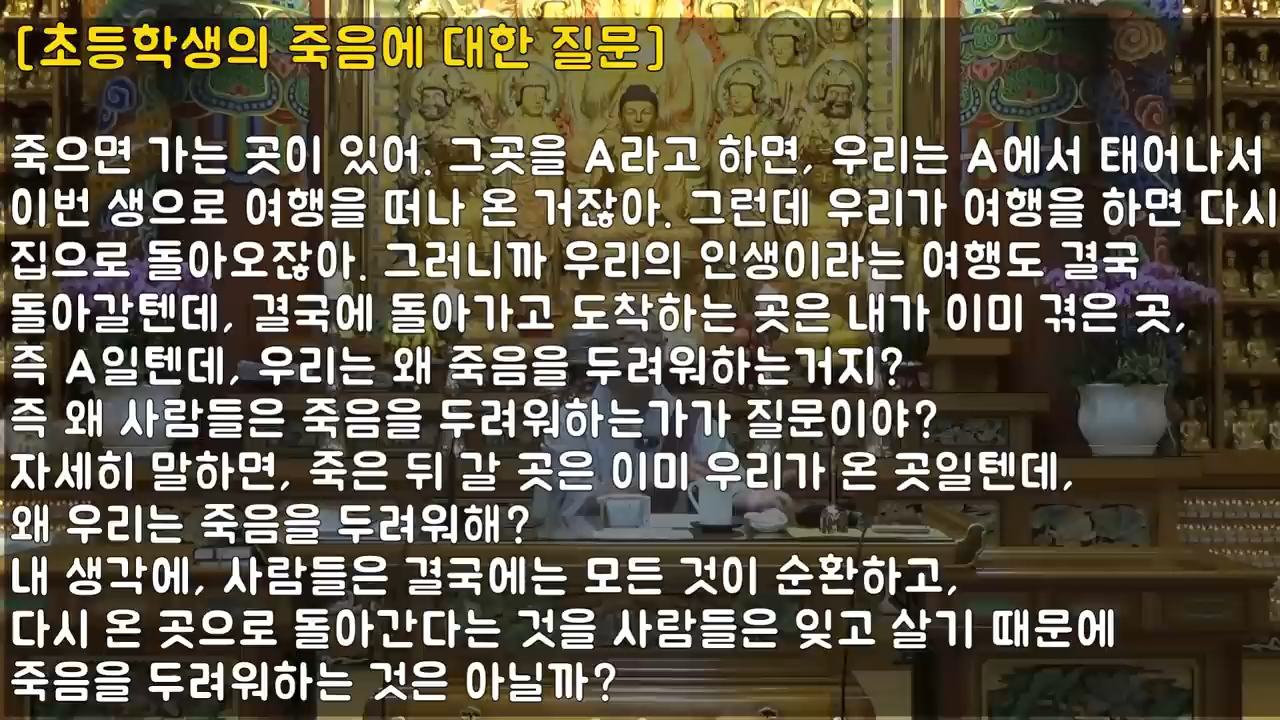 [초등학생의 죽음에 대한 질문]
죽으면 가는 곳이 있어. 그곳을 A라고 하면, 우리는 A에서 태어나서
이번 생으로 여행을 떠나 온 거잖아. 그런데 우리가 여행을 하면 다시
집으로 돌아오잖아. 그러니까 우리의 인생이라는 여행도 결국
돌아갈텐데, 결국에 돌아가고 도착하는 곳은 내가 이미 겪은 곳,
즉 A일텐데, 우리는 왜 죽음을 두려워하는거지?
즉 왜 사람들은 죽음을 두려워하는가가 질문이야?
자세히 말하면, 죽은 뒤 갈 곳은 이미 우리가 온 곳일텐데,
왜 우리는 죽음을 두려워해?
내 생각에, 사람들은 결국에는 모든 것이 순환하고,
다시 온 곳으로 돌아간다는 것을 사람들은 잊고 살기 때문에
죽음을 두려워하는 것은 아닐까?